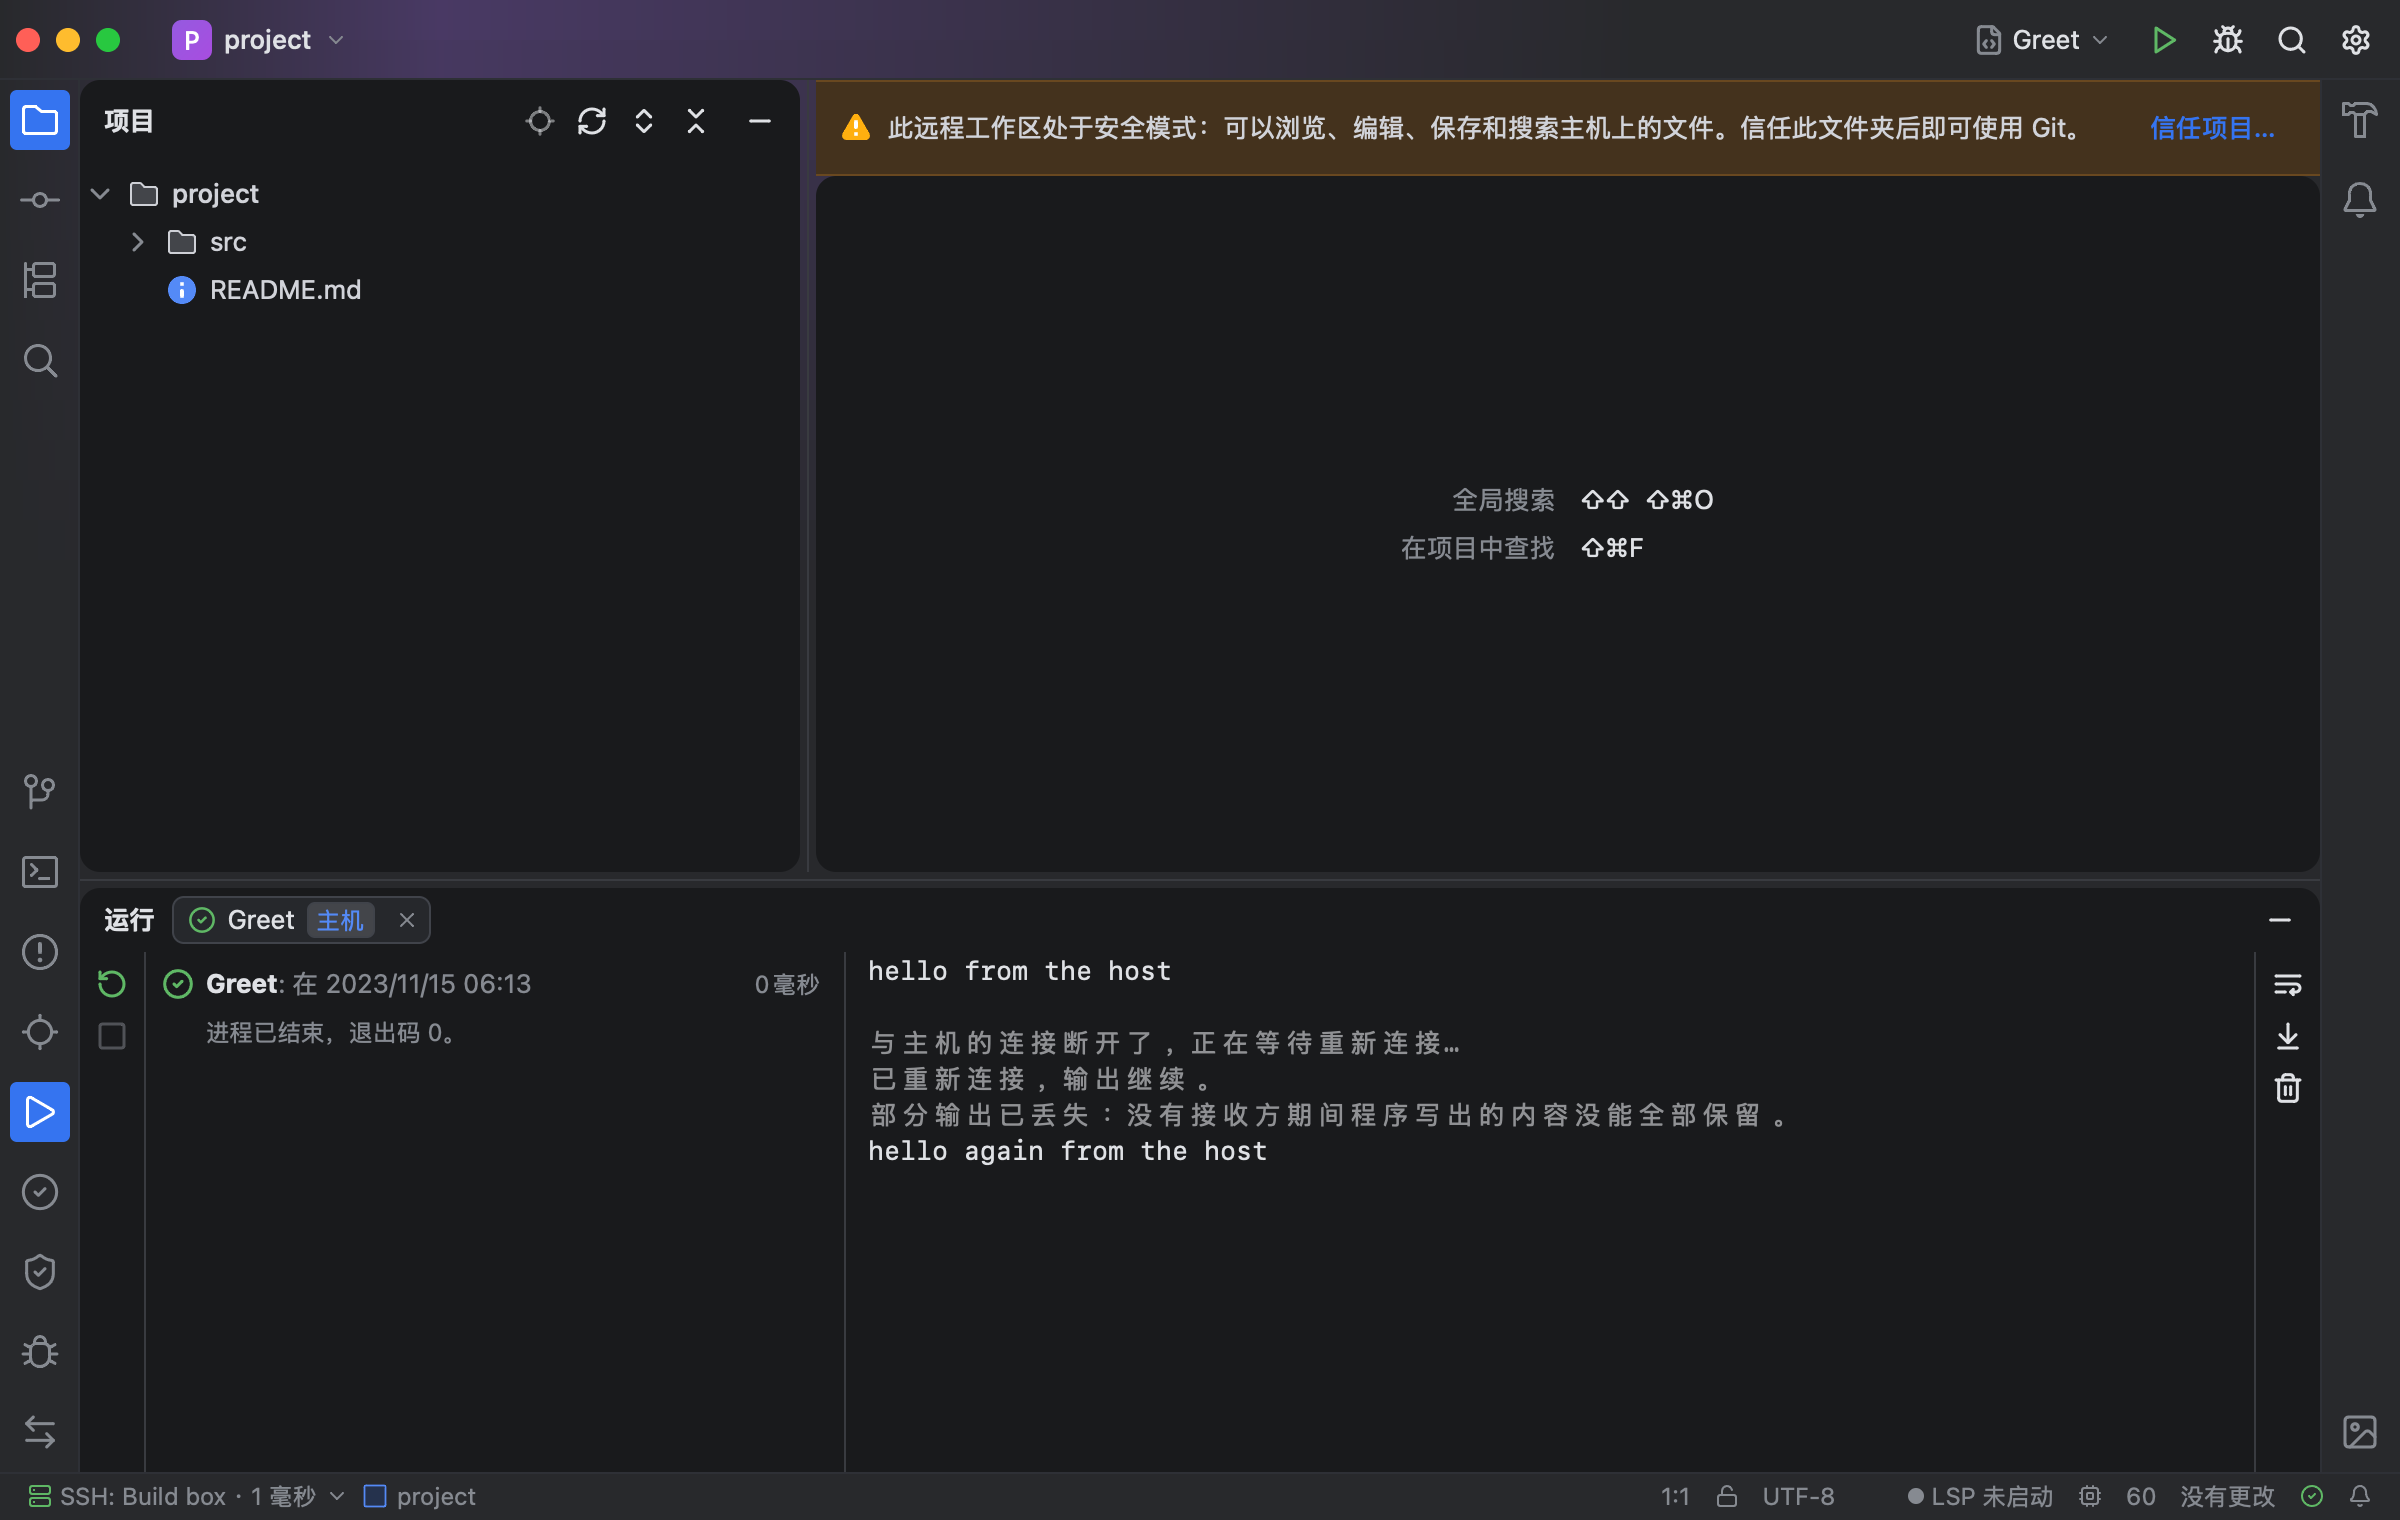 P project
Greet
项目
此远程工作区处于安全模式：可以浏览、编辑、保存和搜索主机上的文件。信任此文件夹后即可使用 Git。 信任项目...
project
src
README.md
全局搜索 ⇧⇧ ⇧⌘O
在项目中查找 ⇧⌘F
运行 Greet 主机
Greet: 在 2023/11/15 06:13 0 毫秒
进程已结束，退出码 0。
hello from the host
与主机的连接断开了，正在等待重新连接…
已重新连接，输出继续。
部分输出已丢失：没有接收方期间程序写出的内容没能全部保留。
hello again from the host
SSH: Build box · 1 毫秒 project 1:1 UTF-8 LSP 未启动 60 没有更改